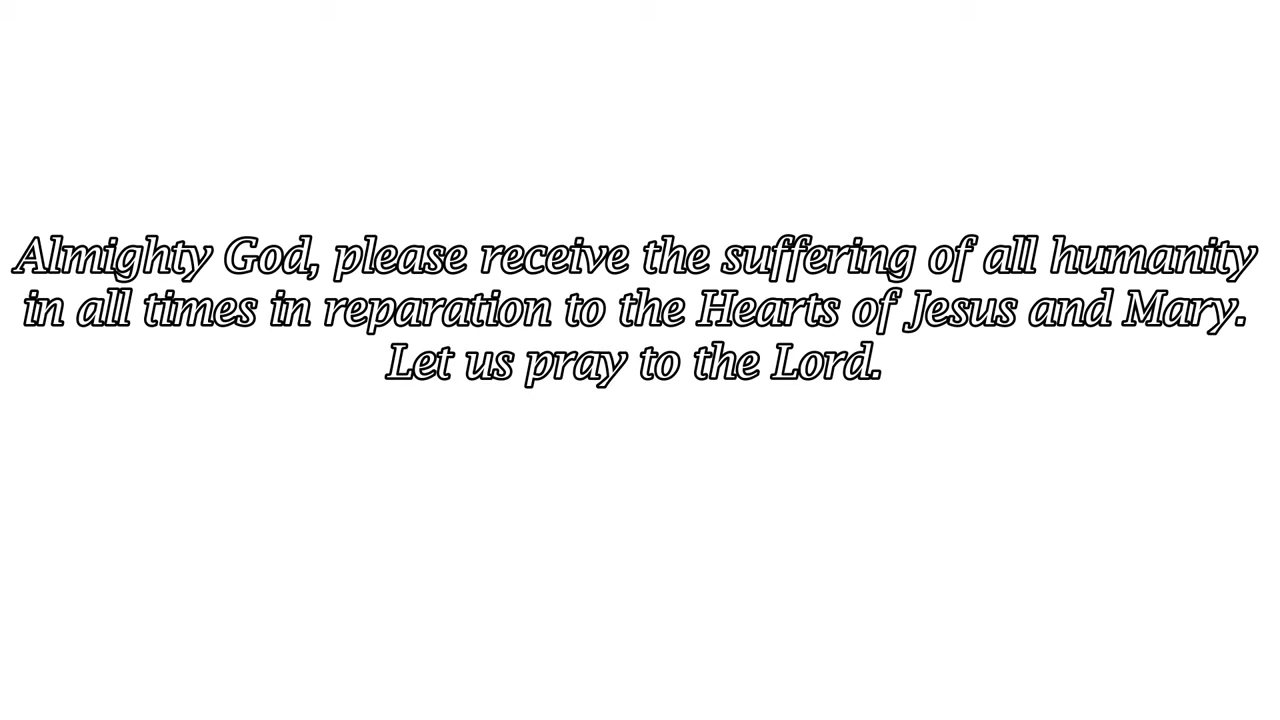 Almighty God, please receive the suffering of all humanity
in all times in reparation to the Hearts of Jesus and Mary.
Let us pray to the Lord.